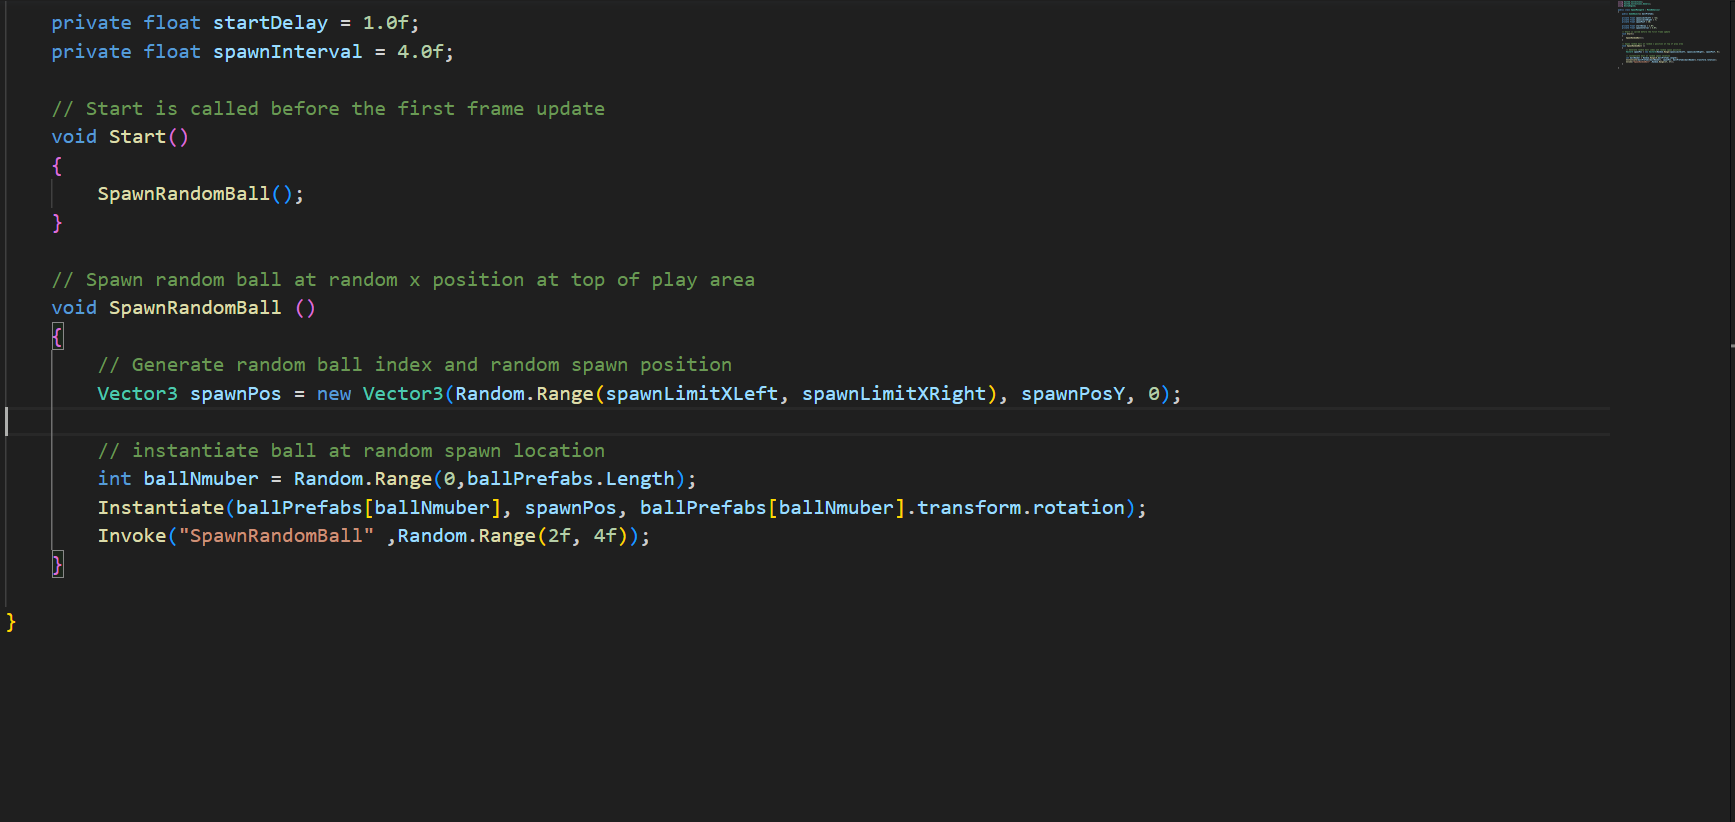 private float startDelay = 1.0f;
private float spawnInterval = 4.0f;
// Start is called before the first frame update
void Start()
{
SpawnRandomBall();
}
// Spawn random ball at random x position at top of play area
void SpawnRandomBall ()
{
// Generate random ball index and random spawn position
Vector3 spawnPos = new Vector3(Random.Range(spawnLimitXLeft, spawnLimitXRight), spawnPosY, 0);
// instantiate ball at random spawn location
int ballNmuber = Random.Range(0,ballPrefabs.Length);
Instantiate(ballPrefabs[ballNmuber], spawnPos, ballPrefabs[ballNmuber].transform.rotation);
Invoke("SpawnRandomBall" ,Random.Range(2f, 4f));
}
}